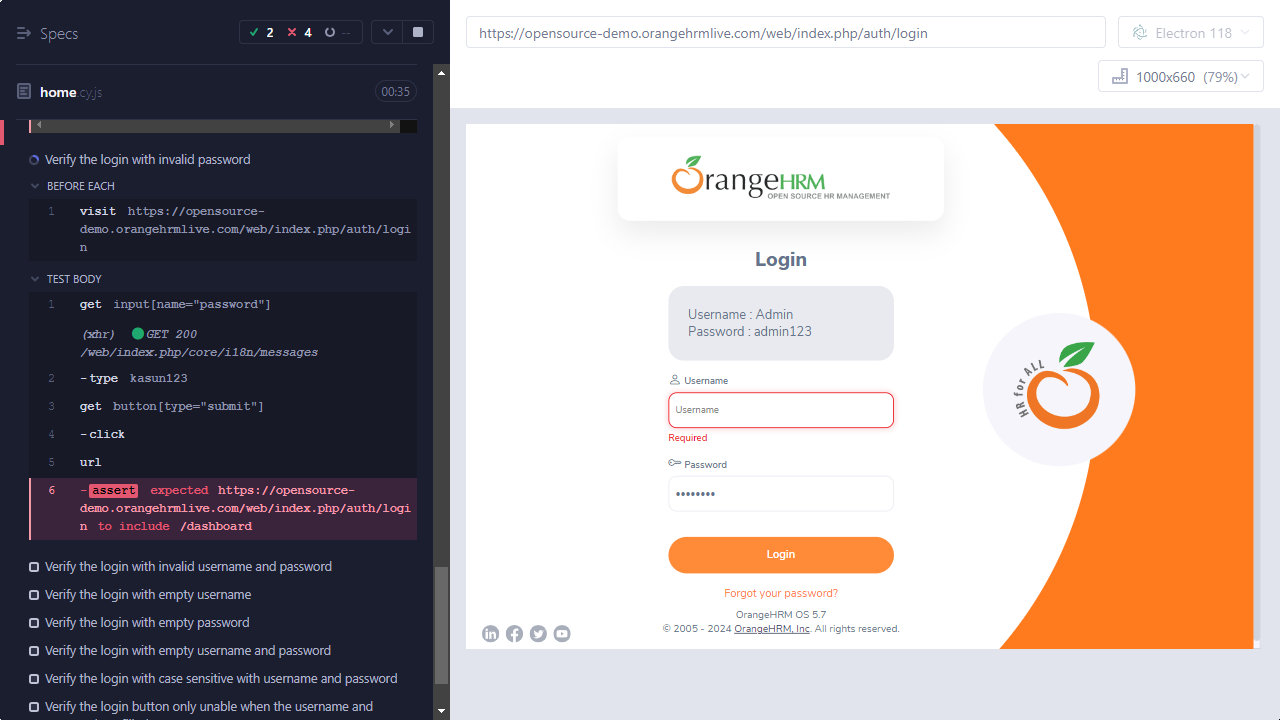 Specs
2
4
--
home.cy.js
00:35
Verify the login with invalid password
BEFORE EACH
1 visit https://opensource-
demo.orangehrmlive.com/web/index.php/auth/logi
n
TEST BODY
1 get input[name="password"]
(xhr) GET 200
/web/index.php/core/i18n/messages
2 -type kasun123
3 get button[type="submit"]
4 -click
5 url
6 -assert expected https://opensource-
demo.orangehrmlive.com/web/index.php/auth/logi
n to include /dashboard
Verify the login with invalid username and password
Verify the login with empty username
Verify the login with empty password
Verify the login with empty username and password
Verify the login with case sensitive with username and password
Verify the login button only unable when the username and
https://opensource-demo.orangehrmlive.com/web/index.php/auth/login
Electron 118
1000x660 (79%)
OrangeHRM
OPEN SOURCE HR MANAGEMENT
Login
Username : Admin
Password : admin123
Username
Username
Required
Password
••••••••
Login
Forgot your password?
OrangeHRM OS 5.7
© 2005 - 2024 OrangeHRM, Inc. All rights reserved.
HR for ALL